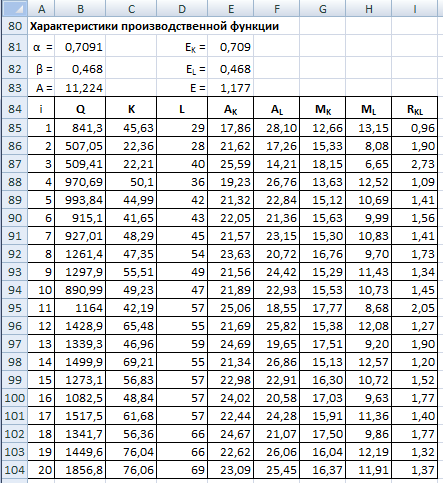 A B C D E F G H I
80 Характеристики производственной функции
81 α = 0,7091 EK = 0,709
82 β = 0,468 EL = 0,468
83 A = 11,224 E = 1,177
84 i Q K L AK AL MK ML RKL
85 1 841,3 45,63 29 17,86 28,10 12,66 13,15 0,96
86 2 507,05 22,36 28 21,62 17,26 15,33 8,08 1,90
87 3 509,41 22,21 40 25,59 14,21 18,15 6,65 2,73
88 4 970,69 50,1 36 19,23 26,76 13,63 12,52 1,09
89 5 993,84 44,99 42 21,32 22,84 15,12 10,69 1,41
90 6 915,1 41,65 43 22,05 21,36 15,63 9,99 1,56
91 7 927,01 48,29 45 21,57 23,15 15,30 10,83 1,41
92 8 1261,4 47,35 54 23,63 20,72 16,76 9,70 1,73
93 9 1297,9 55,51 49 21,56 24,42 15,29 11,43 1,34
94 10 890,99 49,23 47 21,89 22,93 15,53 10,73 1,45
95 11 1164 42,19 57 25,06 18,55 17,77 8,68 2,05
96 12 1428,9 65,48 55 21,69 25,82 15,38 12,08 1,27
97 13 1339,3 46,96 59 24,69 19,65 17,51 9,20 1,90
98 14 1499,9 69,21 55 21,34 26,86 15,13 12,57 1,20
99 15 1273,1 56,83 57 22,98 22,91 16,30 10,72 1,52
100 16 1082,5 48,84 57 24,02 20,58 17,03 9,63 1,77
101 17 1517,5 61,68 57 22,44 24,28 15,91 11,36 1,40
102 18 1341,7 56,36 66 24,67 21,07 17,50 9,86 1,77
103 19 1449,6 76,04 66 22,62 26,06 16,04 12,19 1,32
104 20 1856,8 76,06 69 23,09 25,45 16,37 11,91 1,37